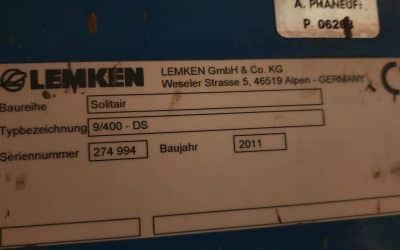 A. PHANEUF:
P. 06
LEMKEN
LEMKEN GmbH & Co. KG
Weseler Strasse 5, 46519 Alpen - GERMANY
Baureihe Solitair
Typbezeichnung 9/400 - DS
Seriennummer 274 994 Baujahr 2011